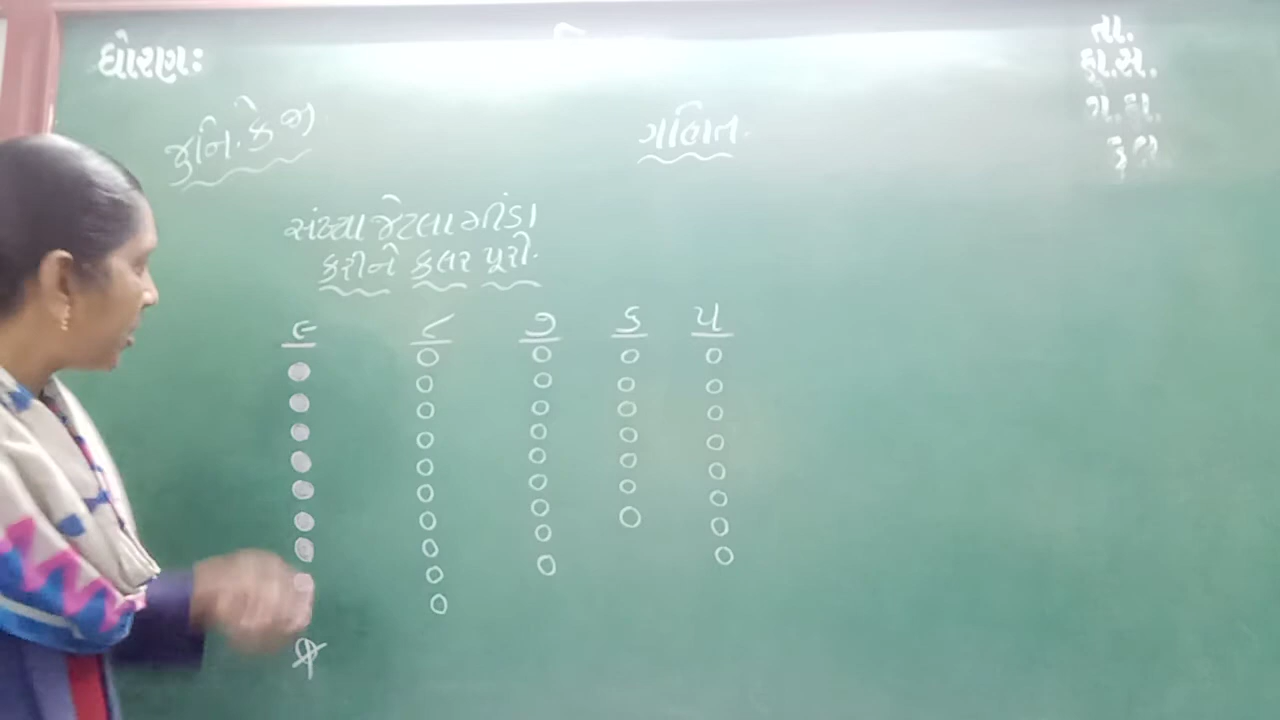 ધોરણઃ
તા.
હા.સ.
ગે.હા.
કુલ
જુનિ.કે.જી.
ગણિત.
સંખ્યા જેટલા મીંડા
કરીને કલર પૂરો.
૯ ૮ ૭ ૬ ૫